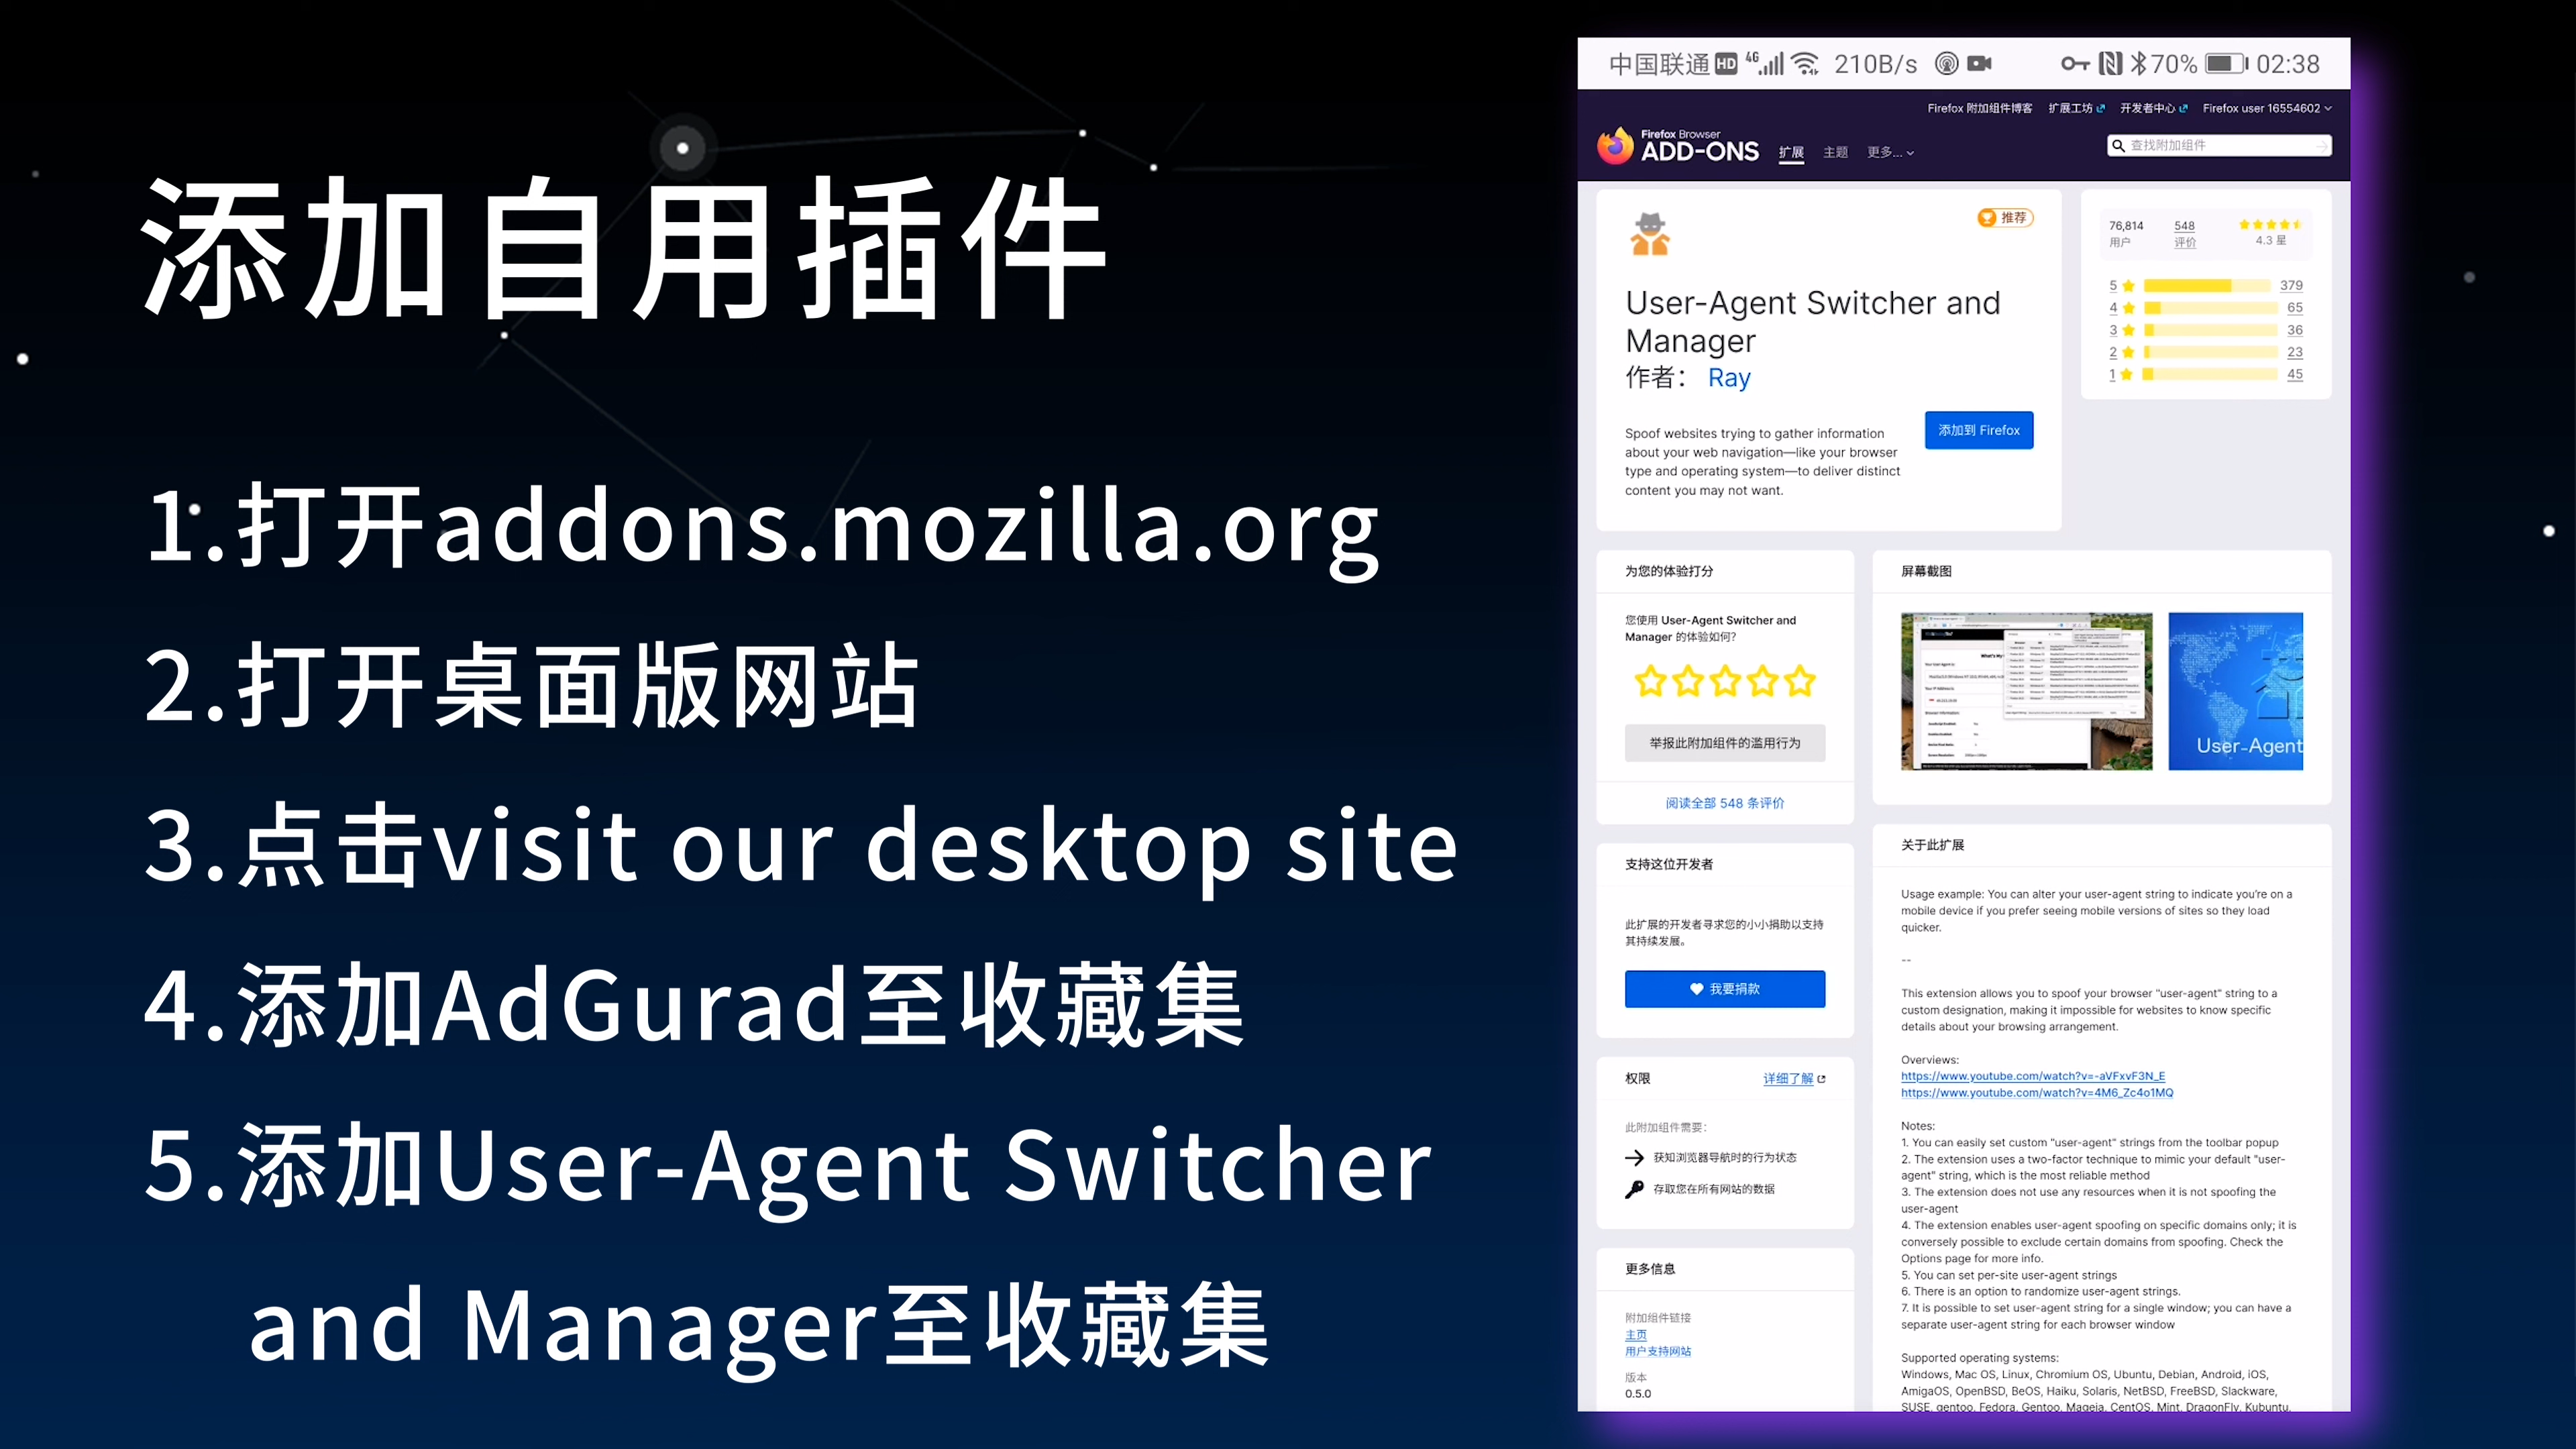 添加自用插件
1.打开addons.mozilla.org
2.打开桌面版网站
3.点击visit our desktop site
4.添加AdGurad至收藏集
5.添加User-Agent Switcher
and Manager至收藏集
中国联通 HD 4G 210B/s 70% 02:38
Firefox 附加组件博客 扩展工坊 开发者中心 Firefox user 16554602
Firefox Browser
ADD-ONS 扩展 主题 更多...
查找附加组件
推荐
User-Agent Switcher and
Manager
作者： Ray
Spoof websites trying to gather information
about your web navigation—like your browser
type and operating system—to deliver distinct
content you may not want.
添加到 Firefox
76,814 548
用户 评价 4.3 星
5 379
4 65
3 36
2 23
1 45
为您的体验打分
您使用 User-Agent Switcher and
Manager 的体验如何？
举报此附加组件的滥用行为
阅读全部 548 条评价
屏幕截图
User-Agent
支持这位开发者
此扩展的开发者寻求您的小小捐助以支持
其持续发展。
我要捐款
权限 详细了解
此附加组件需要：
获知浏览器导航时的行为状态
存取您在所有网站的数据
更多信息
附加组件链接
主页
用户支持网站
版本
0.5.0
关于此扩展
Usage example: You can alter your user-agent string to indicate you're on a
mobile device if you prefer seeing mobile versions of sites so they load
quicker.
--
This extension allows you to spoof your browser "user-agent" string to a
custom designation, making it impossible for websites to know specific
details about your browsing arrangement.
Overviews:
https://www.youtube.com/watch?v=-aVFxvF3N_E
https://www.youtube.com/watch?v=4M6_Zc4o1MQ
Notes:
1. You can easily set custom "user-agent" strings from the toolbar popup
2. The extension uses a two-factor technique to mimic your default "user-
agent" string, which is the most reliable method
3. The extension does not use any resources when it is not spoofing the
user-agent
4. The extension enables user-agent spoofing on specific domains only; it is
conversely possible to exclude certain domains from spoofing. Check the
Options page for more info.
5. You can set per-site user-agent strings
6. There is an option to randomize user-agent strings.
7. It is possible to set user-agent string for a single window; you can have a
separate user-agent string for each browser window
Supported operating systems:
Windows, Mac OS, Linux, Chromium OS, Ubuntu, Debian, Android, iOS,
AmigaOS, OpenBSD, BeOS, Haiku, Solaris, NetBSD, FreeBSD, Slackware,
SUSE, gentoo, Fedora, Gentoo, Mageia, CentOS, Mint, DragonFly, Kubuntu,